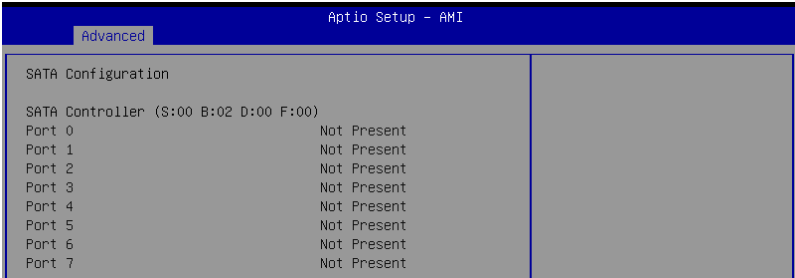 Aptio Setup – AMI
Advanced
SATA Configuration
SATA Controller (S:00 B:02 D:00 F:00)
Port 0 Not Present
Port 1 Not Present
Port 2 Not Present
Port 3 Not Present
Port 4 Not Present
Port 5 Not Present
Port 6 Not Present
Port 7 Not Present